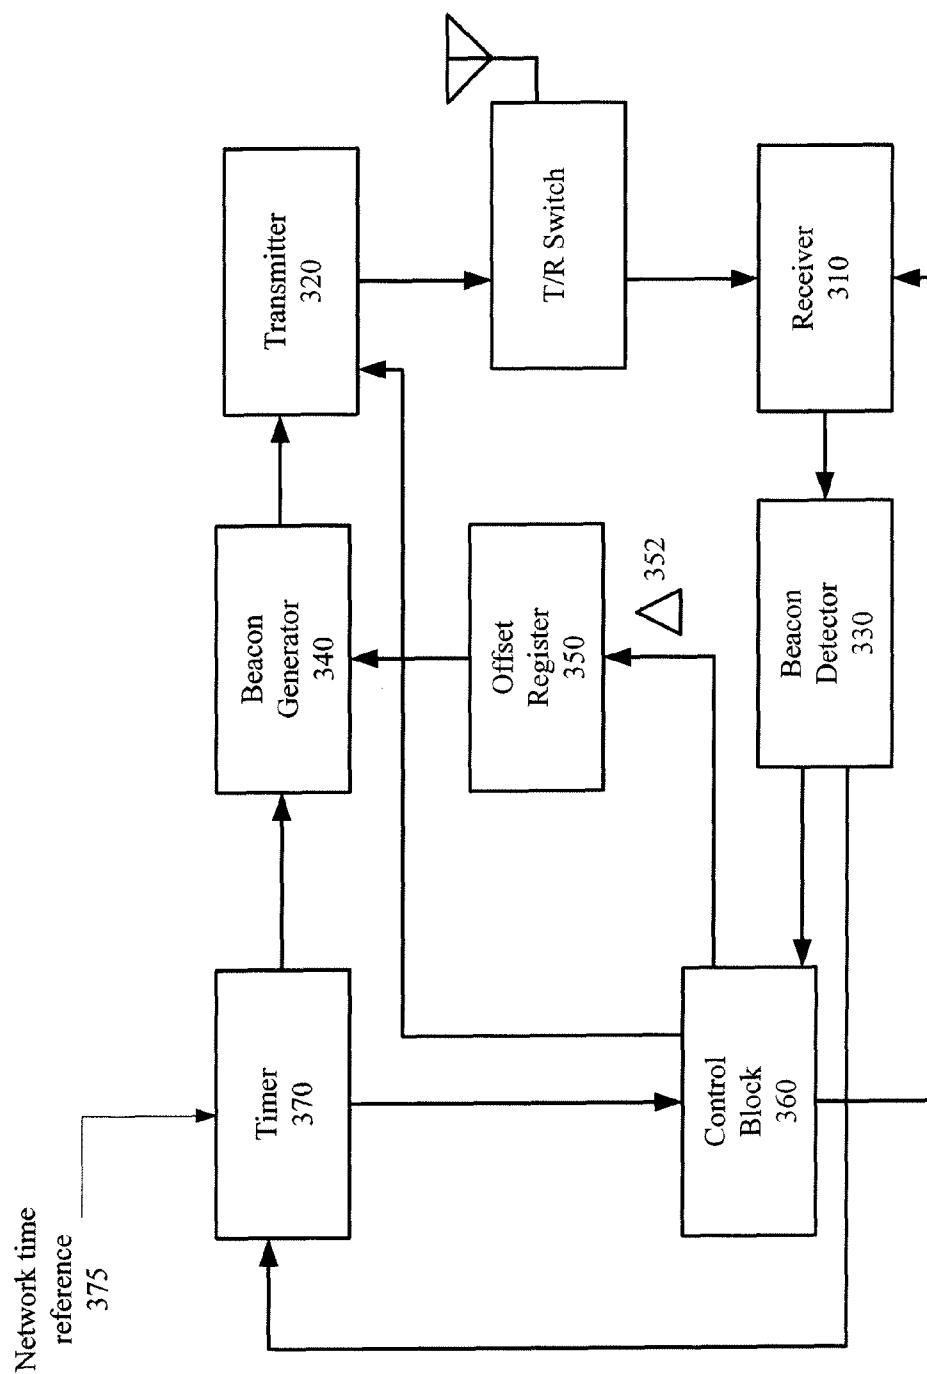 Network time
reference
375
Timer
370
Beacon
Generator
340
Transmitter
320
Offset
Register
350
352
T/R Switch
Control
Block
360
Beacon
Detector
330
Receiver
310